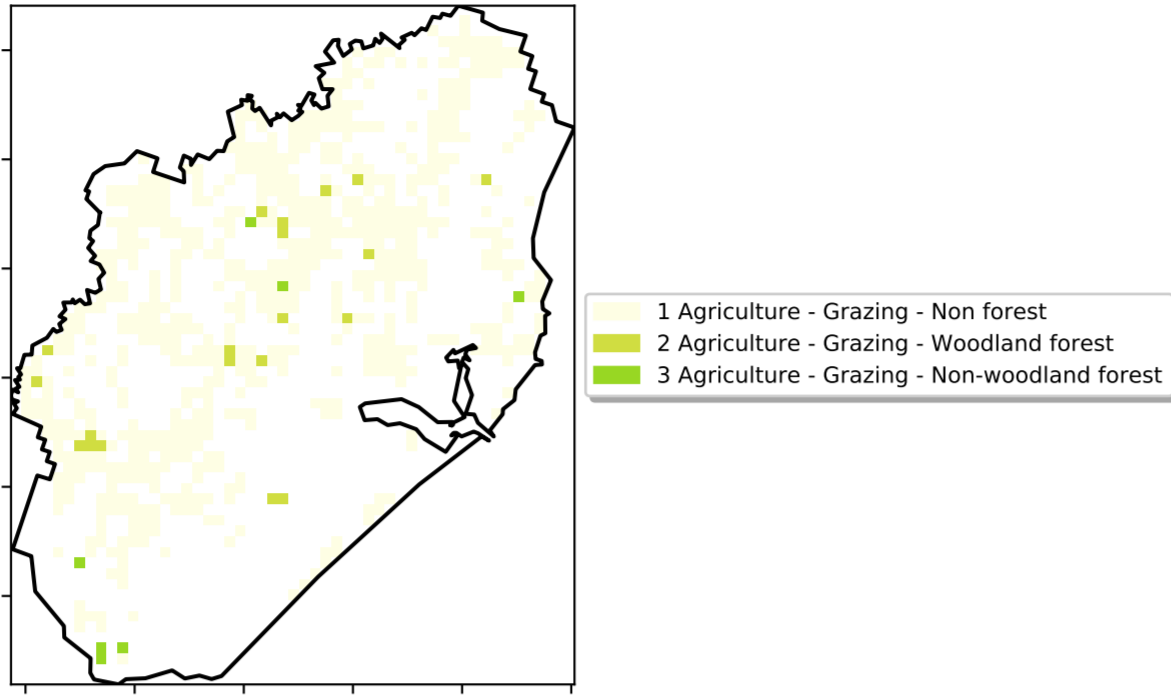 1 Agriculture - Grazing - Non forest
2 Agriculture - Grazing - Woodland forest
3 Agriculture - Grazing - Non-woodland forest